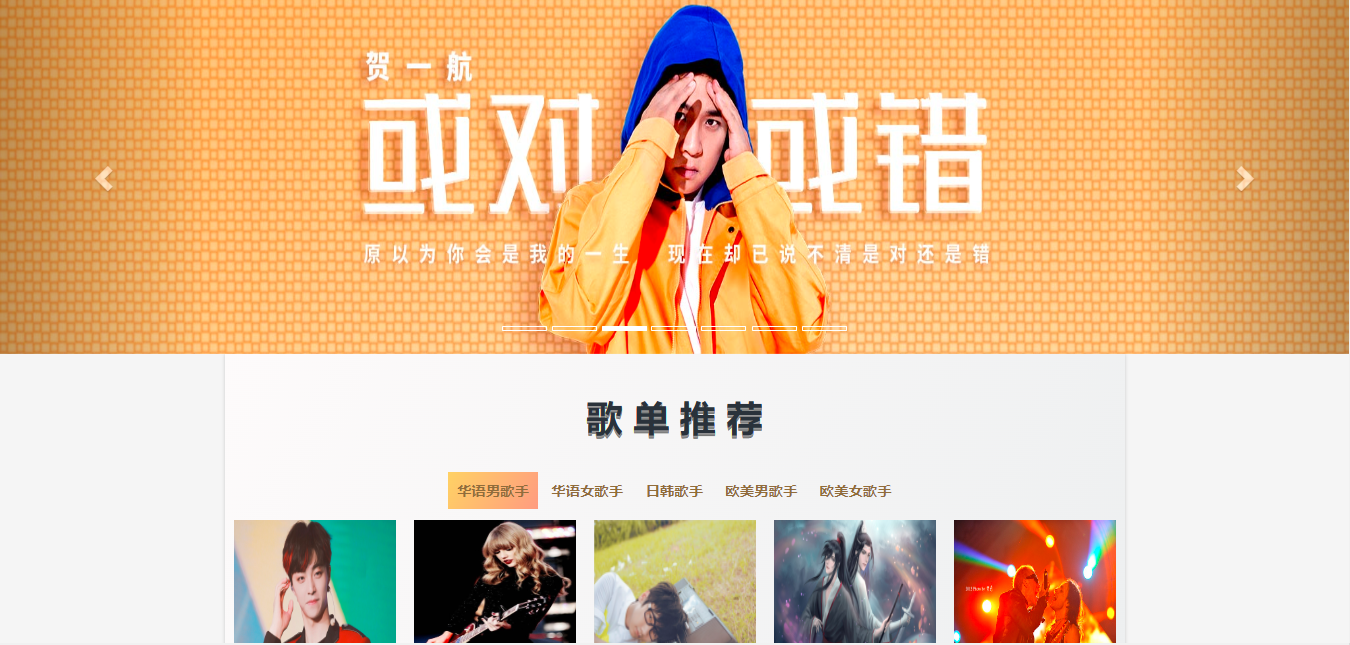 贺一航
或对 或错
原以为你会是我的一生 现在却已说不清是对还是错
歌单推荐
华语男歌手 华语女歌手 日韩歌手 欧美男歌手 欧美女歌手